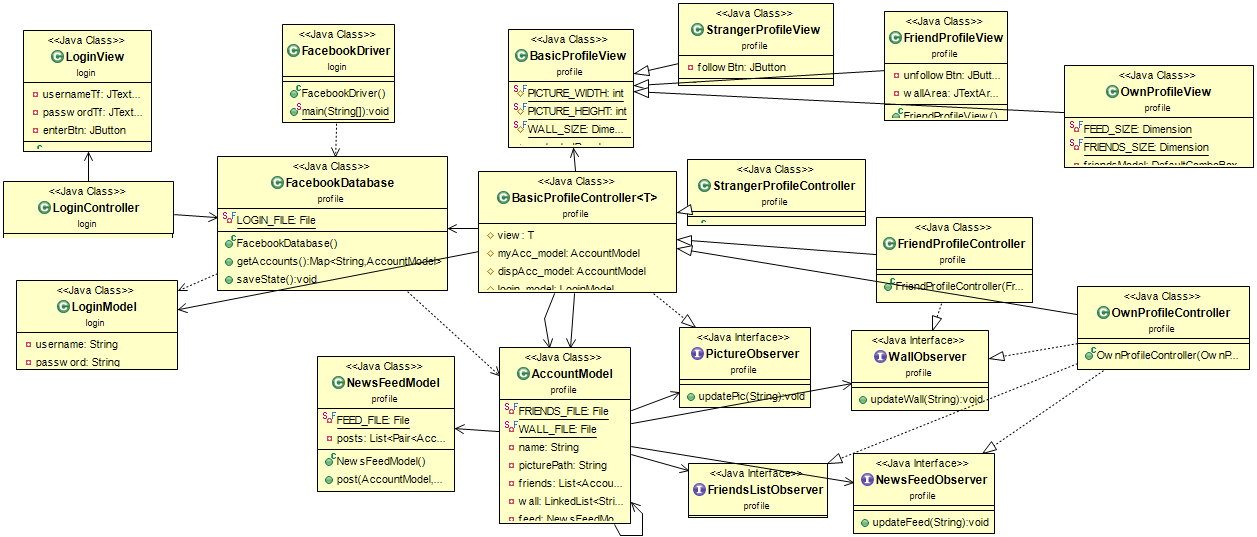 <<Java Class>>
LoginView
login
usernameTf: JText...
passwordTf: JText...
enterBtn: JButton
<<Java Class>>
FacebookDriver
login
FacebookDriver()
main(String[]):void
<<Java Class>>
BasicProfileView
profile
PICTURE_WIDTH: int
PICTURE_HEIGHT: int
WALL_SIZE: Dime...
<<Java Class>>
StrangerProfileView
profile
followBtn: JButton
<<Java Class>>
FriendProfileView
profile
unfollowBtn: JButt...
wallArea: JTextAr...
FriendProfileView()
<<Java Class>>
OwnProfileView
profile
FEED_SIZE: Dimension
FRIENDS_SIZE: Dimension
friendsModel: DefaultComboBox
<<Java Class>>
LoginController
login
<<Java Class>>
FacebookDatabase
profile
LOGIN_FILE: File
FacebookDatabase()
getAccounts():Map<String,AccountModel>
saveState():void
<<Java Class>>
BasicProfileController<T>
profile
view : T
myAcc_model: AccountModel
dispAcc_model: AccountModel
login_model: LoginModel
<<Java Class>>
StrangerProfileController
profile
<<Java Class>>
FriendProfileController
profile
FriendProfileController(Fr...
<<Java Class>>
OwnProfileController
profile
OwnProfileController(OwnP...
<<Java Class>>
LoginModel
login
username: String
password: String
<<Java Class>>
NewsFeedModel
profile
FEED_FILE: File
posts: List<Pair<Acc...
NewsFeedModel()
post(AccountModel,...
<<Java Class>>
AccountModel
profile
FRIENDS_FILE: File
WALL_FILE: File
name: String
picturePath: String
friends: List<Accou...
wall: LinkedList<Stri...
feed: NewsFeedMo...
<<Java Interface>>
PictureObserver
profile
updatePic(String):void
<<Java Interface>>
WallObserver
profile
updateWall(String):void
<<Java Interface>>
FriendsListObserver
profile
<<Java Interface>>
NewsFeedObserver
profile
updateFeed(String):void